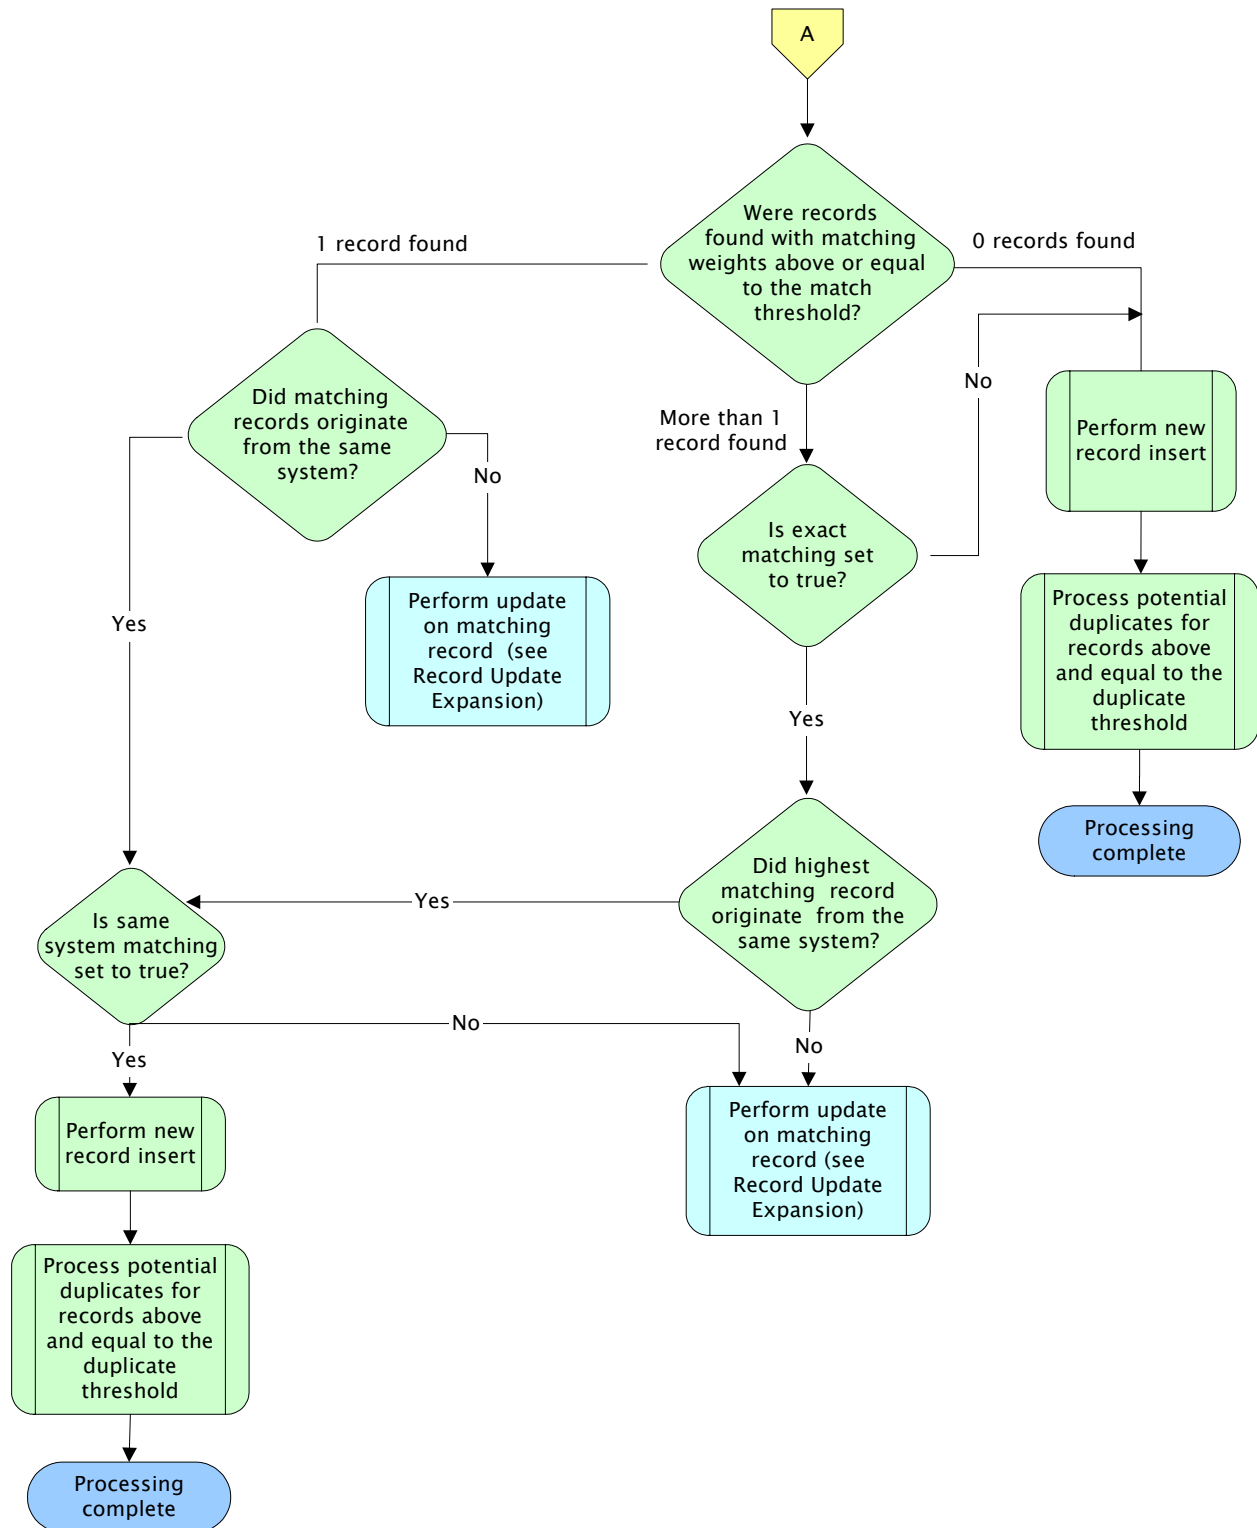 A
Were records
found with matching
weights above or equal
to the match
threshold?
1 record found
0 records found
Did matching
records originate
from the same
system?
No
More than 1
record found
Perform new
record insert
No
Is exact
matching set
to true?
Perform update
on matching
record (see
Record Update
Expansion)
Process potential
duplicates for
records above
and equal to the
duplicate
threshold
Yes
Yes
Processing
complete
Did highest
matching record
originate from the
same system?
Yes
Is same
system matching
set to true?
No
No
Yes
Perform new
record insert
Perform update
on matching
record (see
Record Update
Expansion)
Process potential
duplicates for
records above
and equal to the
duplicate
threshold
Processing
complete